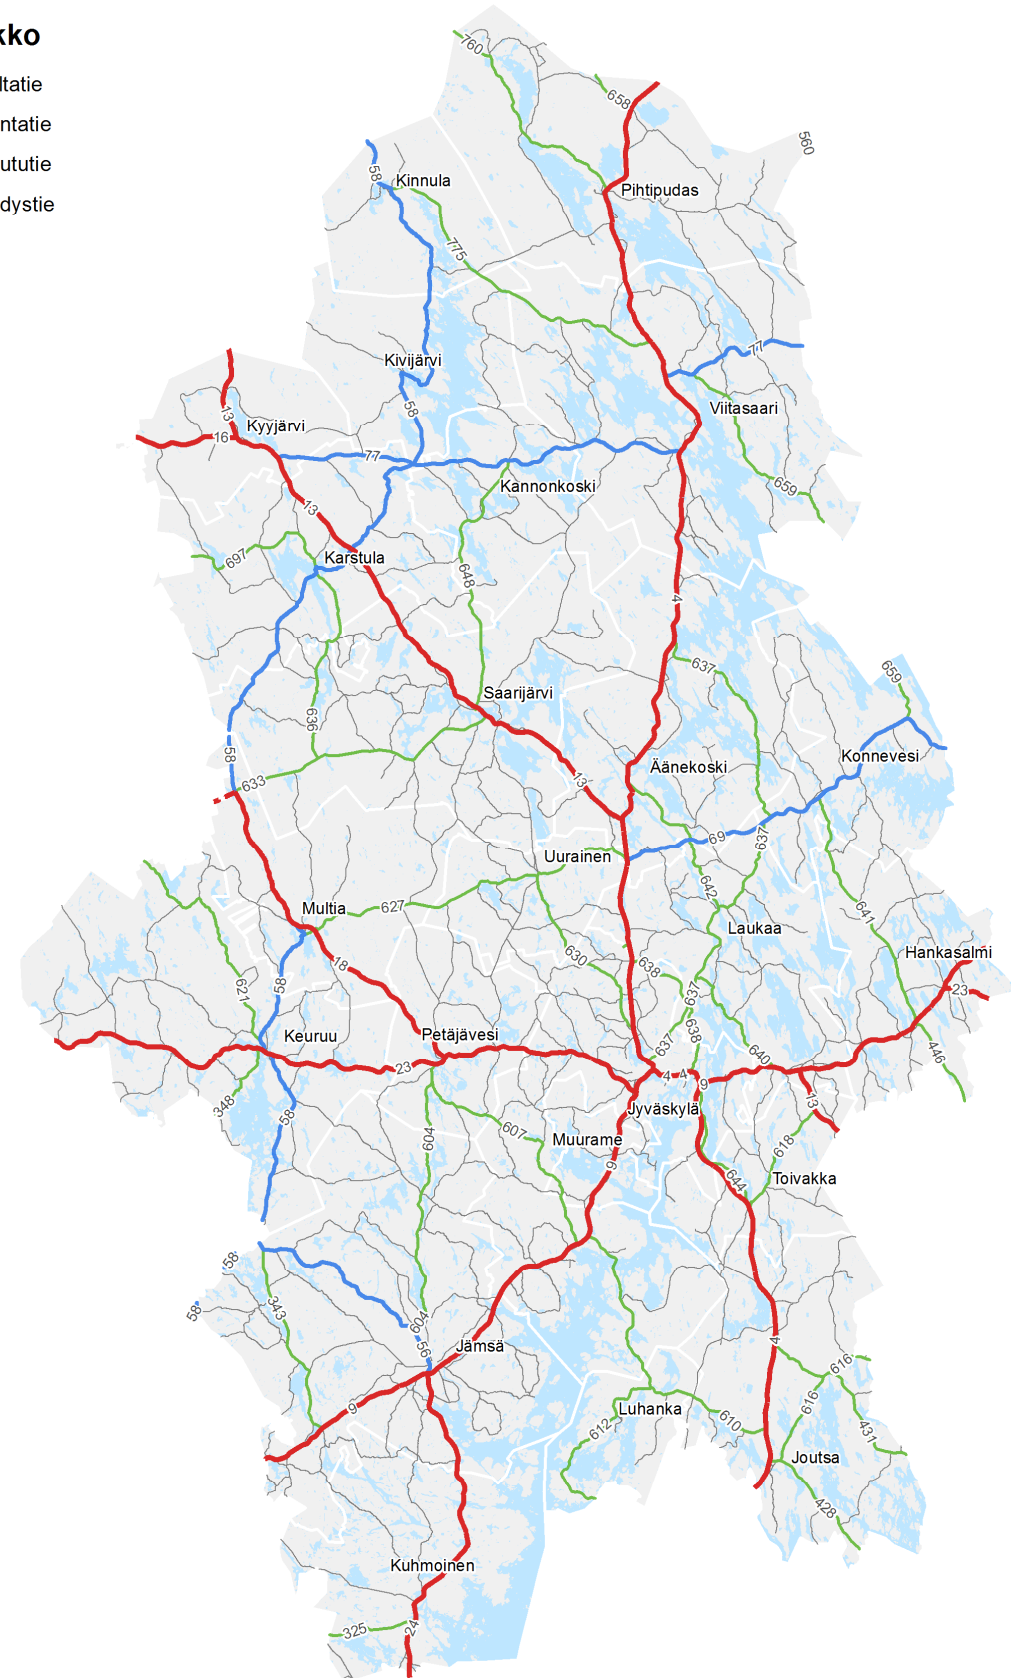 kko
ltatie
ntatie
ututie
dystie
760
658
560
58
Kinnula
Pihtipudas
775
77
Kivijärvi
58
Viitasaari
13
Kyyjärvi
16
77
Kannonkoski
659
13
697
Karstula
648
4
637
659
Saarijärvi
636
58
Konnevesi
Äänekoski
633
13
69
637
Uurainen
642
Multia
627
641
Laukaa
630
638
Hankasalmi
18
58
621
637
23
Keuruu
Petäjävesi
638
637
640
446
23
4
4
9
348
58
Jyväskylä
13
604
607
Muurame
618
9
644
Toivakka
58
58
343
604
56
Jämsä
4
616
9
Luhanka
616
612
610
431
Joutsa
428
Kuhmoinen
325
24